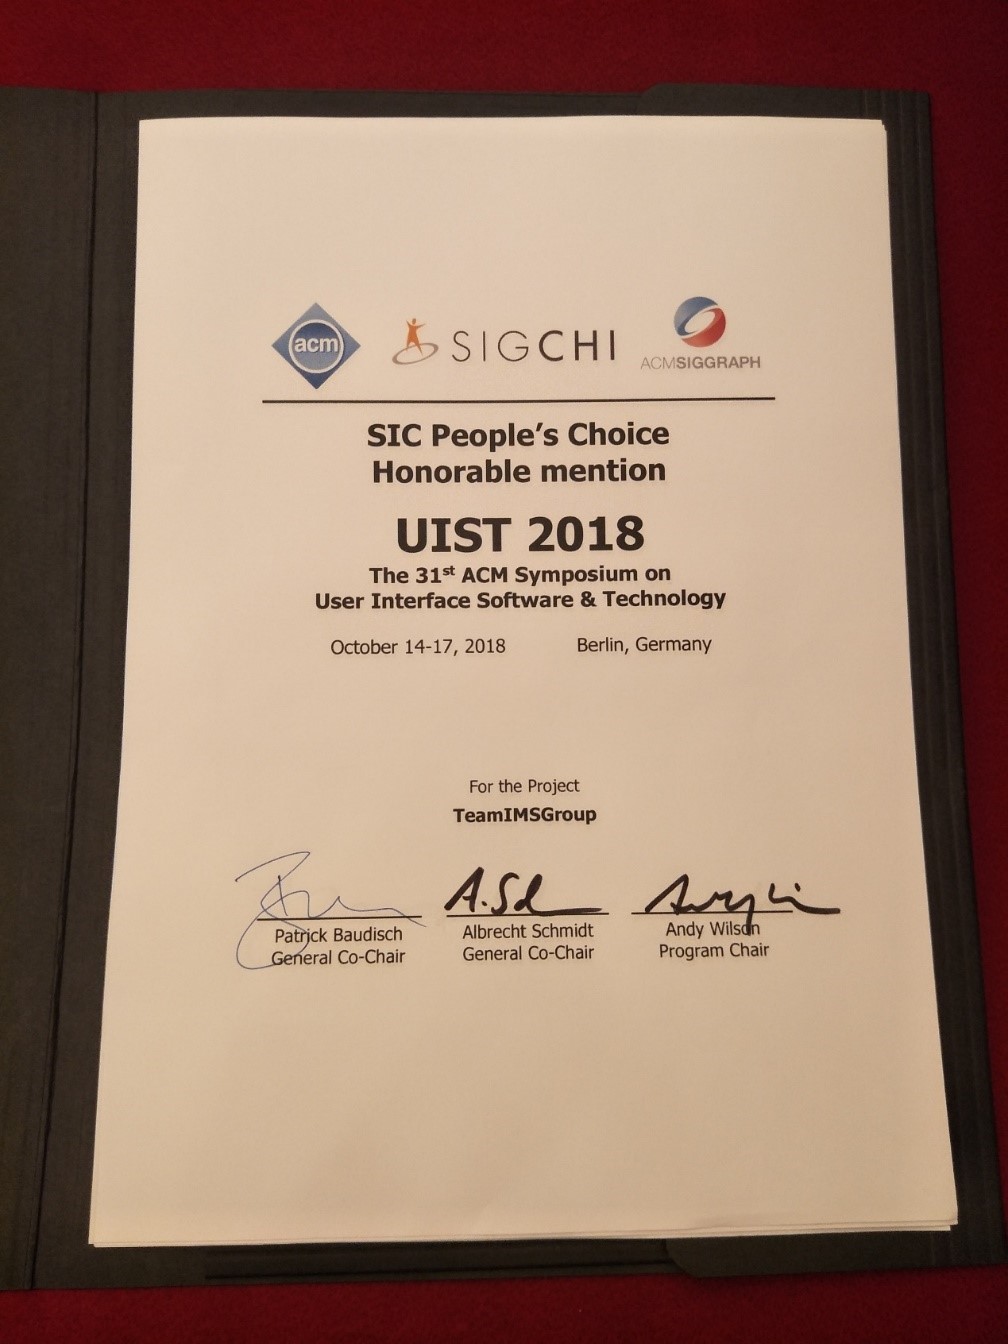 acm SIGCHI ACMSIGGRAPH
SIC People's Choice
Honorable mention
UIST 2018
The 31st ACM Symposium on
User Interface Software & Technology
October 14-17, 2018 Berlin, Germany
For the Project
TeamIMSGroup
A.Sd
Patrick Baudisch Albrecht Schmidt Andy Wilson
General Co-Chair General Co-Chair Program Chair